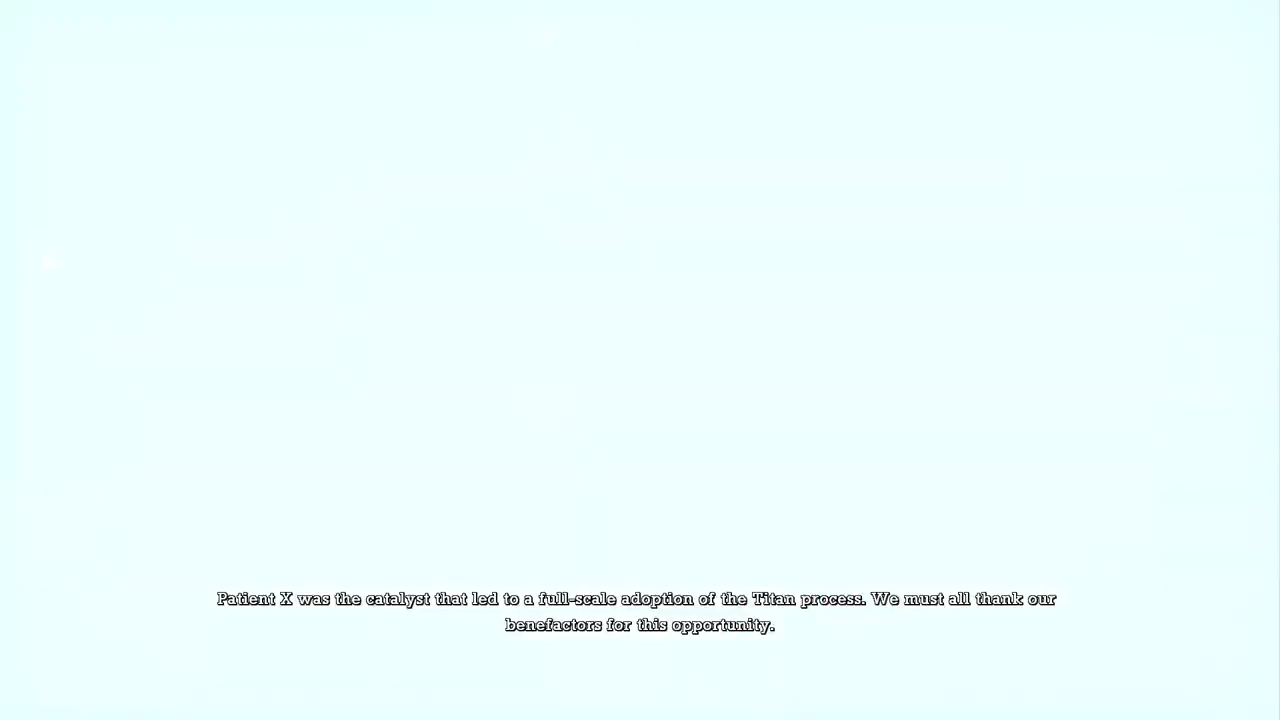 Patient X was the catalyst that led to a full-scale adoption of the Titan process. We must all thank our
benefactors for this opportunity.